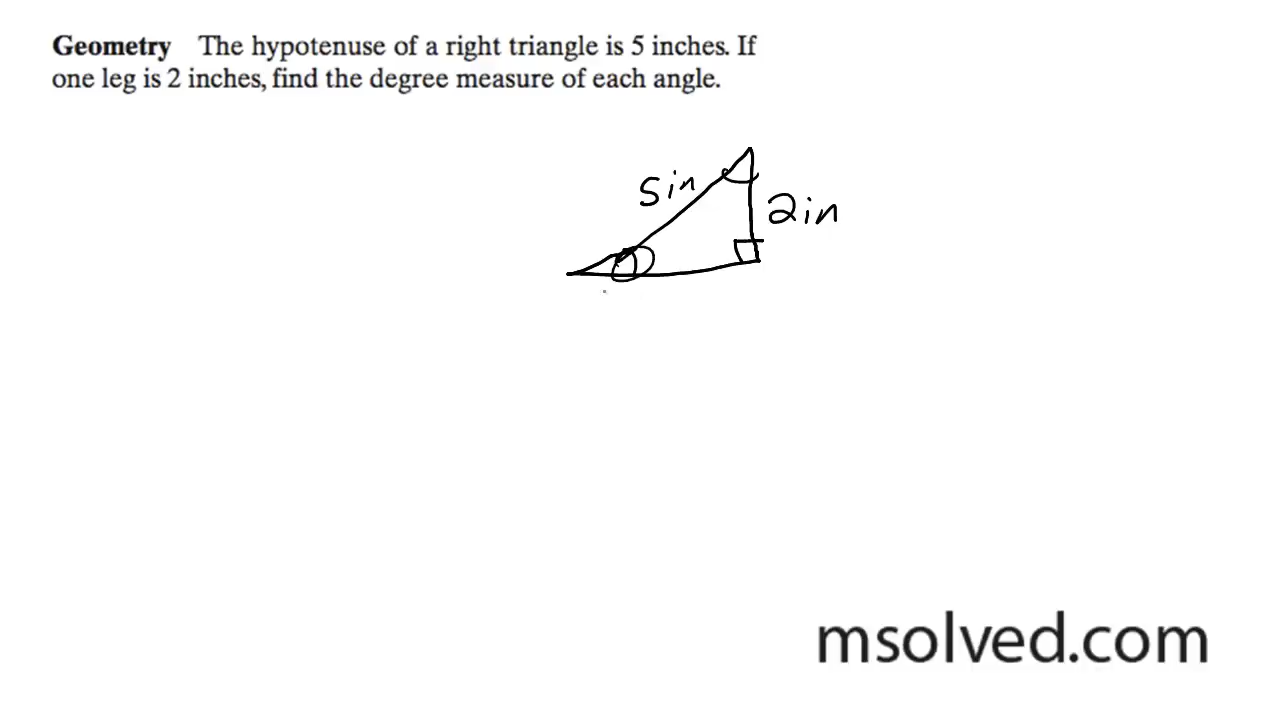 Geometry The hypotenuse of a right triangle is 5 inches. If
one leg is 2 inches, find the degree measure of each angle.
5in
2in
msolved.com